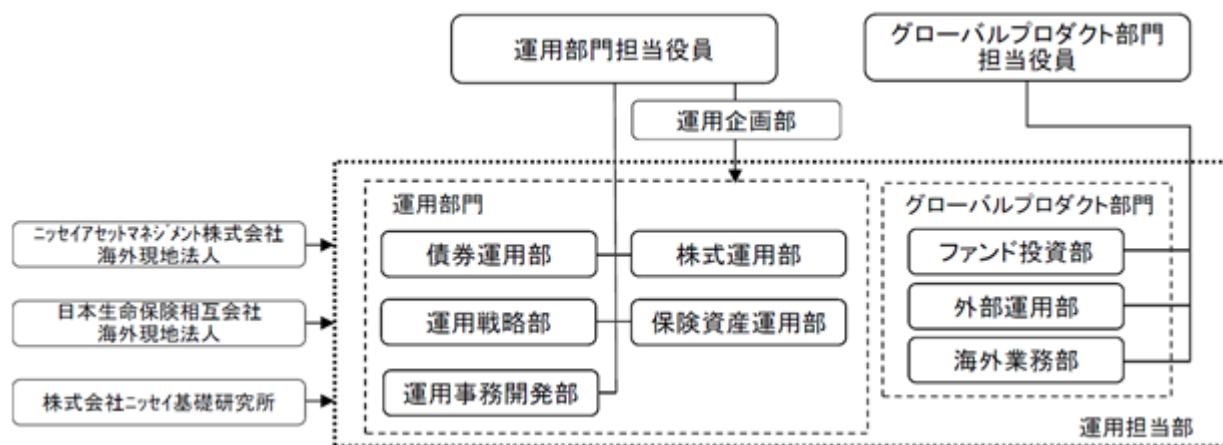 運用部門担当役員
グローバルプロダクト部門
担当役員
運用企画部
運用部門
グローバルプロダクト部門
ニッセイアセットマネジメント株式会社
海外現地法人
債券運用部
株式運用部
ファンド投資部
日本生命保険相互会社
海外現地法人
運用戦略部
保険資産運用部
外部運用部
海外業務部
株式会社ニッセイ基礎研究所
運用事務開発部
運用担当部